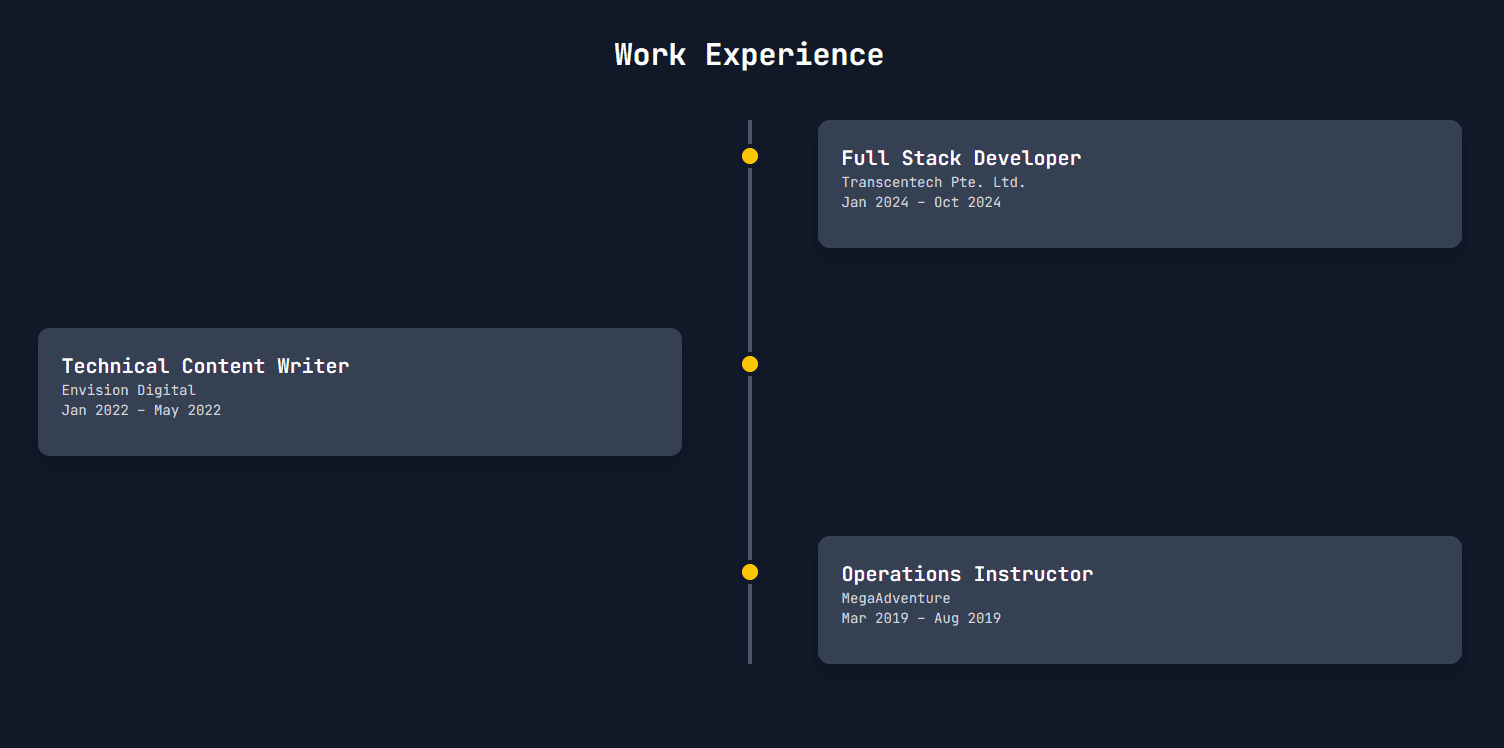 Work Experience
Full Stack Developer
Transcentech Pte. Ltd.
Jan 2024 – Oct 2024
Technical Content Writer
Envision Digital
Jan 2022 – May 2022
Operations Instructor
MegaAdventure
Mar 2019 – Aug 2019